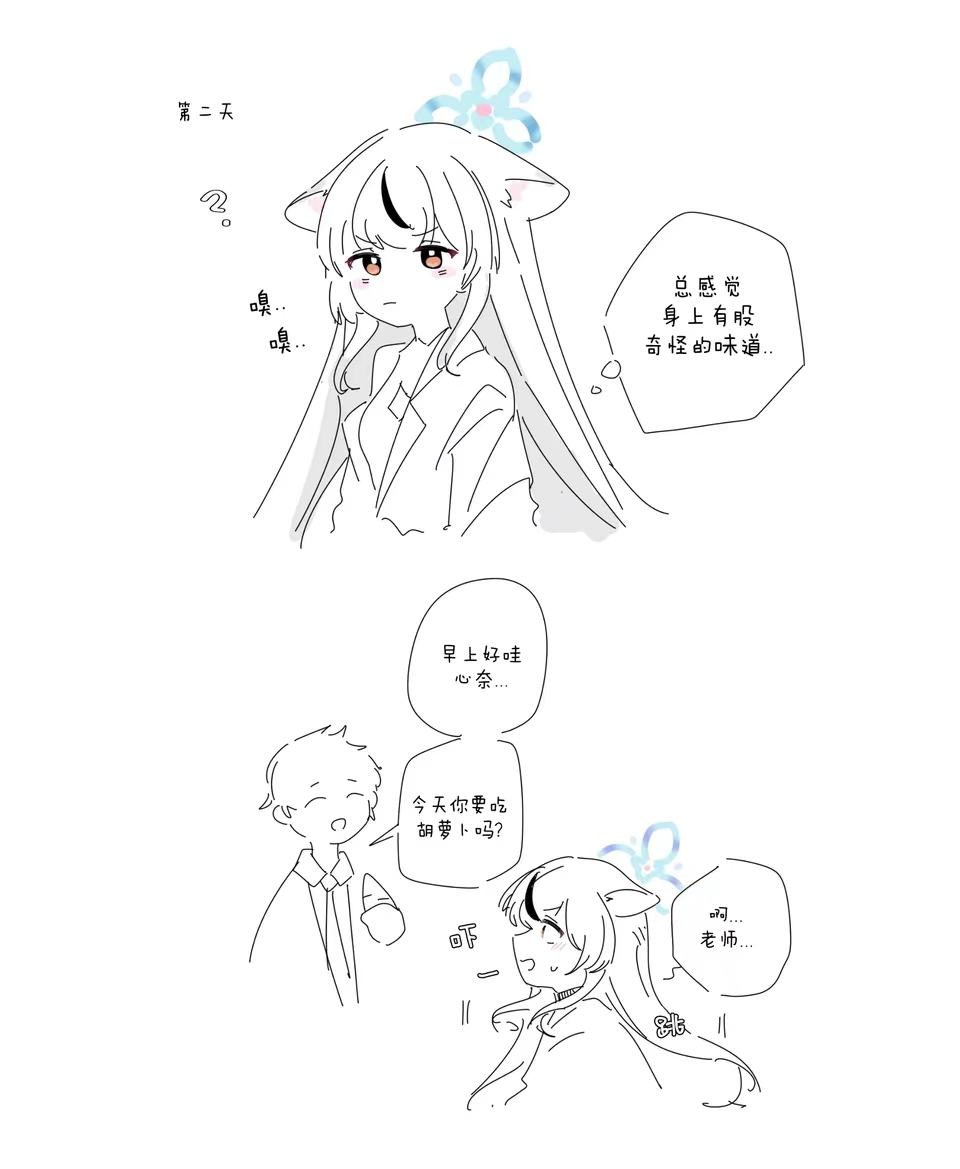 第二天
?
嗅..
嗅..
总感觉
身上有股
奇怪的味道..
早上好哇
心奈...
今天你要吃
胡萝卜吗?
啊...
老师...
吓
跳